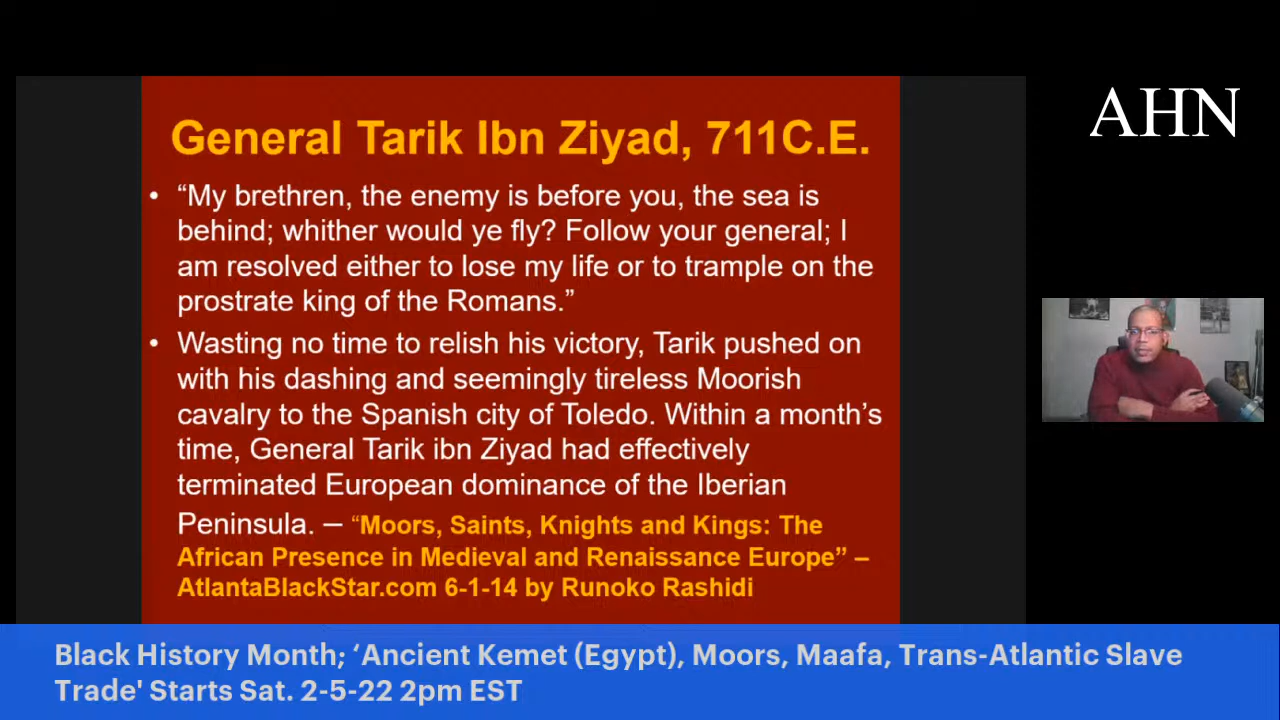 AHN
General Tarik Ibn Ziyad, 711C.E.
• “My brethren, the enemy is before you, the sea is
behind; whither would ye fly? Follow your general; I
am resolved either to lose my life or to trample on the
prostrate king of the Romans.”
• Wasting no time to relish his victory, Tarik pushed on
with his dashing and seemingly tireless Moorish
cavalry to the Spanish city of Toledo. Within a month’s
time, General Tarik ibn Ziyad had effectively
terminated European dominance of the Iberian
Peninsula. – “Moors, Saints, Knights and Kings: The
African Presence in Medieval and Renaissance Europe” –
AtlantaBlackStar.com 6-1-14 by Runoko Rashidi
Black History Month; ‘Ancient Kemet (Egypt), Moors, Maafa, Trans-Atlantic Slave
Trade' Starts Sat. 2-5-22 2pm EST